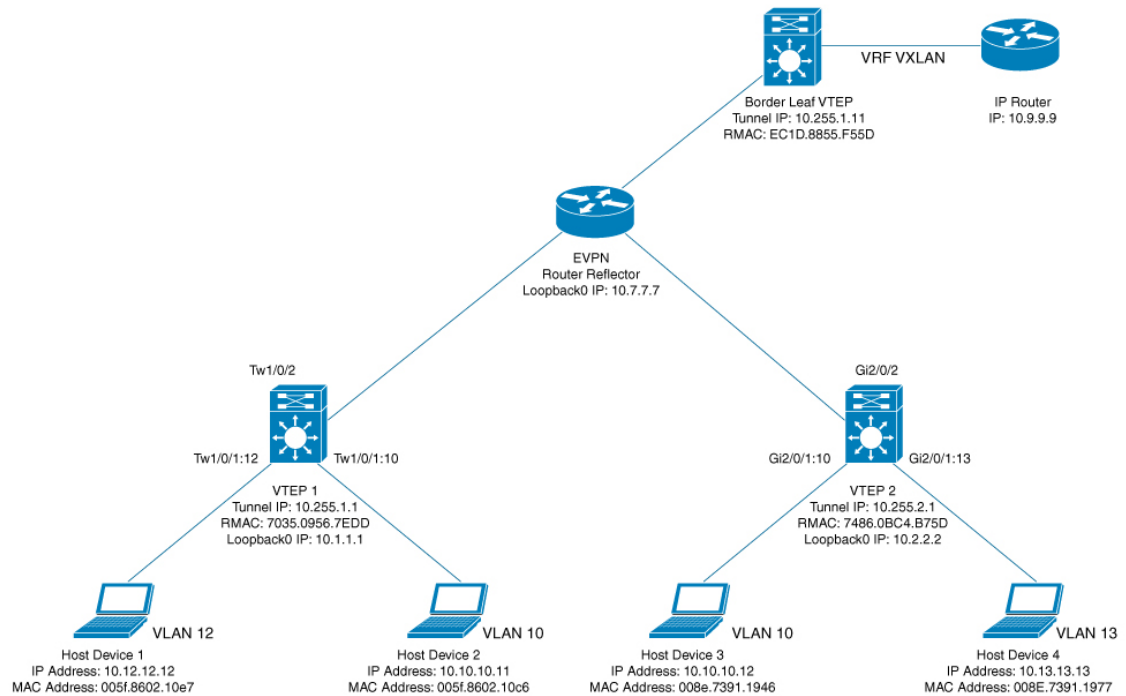 VRF VXLAN
Border Leaf VTEP
Tunnel IP: 10.255.1.11
RMAC: EC1D.8855.F55D
IP Router
IP: 10.9.9.9
EVPN
Router Reflector
Loopback0 IP: 10.7.7.7
Tw1/0/2
Tw1/0/1:12
Tw1/0/1:10
VTEP 1
Tunnel IP: 10.255.1.1
RMAC: 7035.0956.7EDD
Loopback0 IP: 10.1.1.1
Gi2/0/2
Gi2/0/1:10
Gi2/0/1:13
VTEP 2
Tunnel IP: 10.255.2.1
RMAC: 7486.0BC4.B75D
Loopback0 IP: 10.2.2.2
VLAN 12
Host Device 1
IP Address: 10.12.12.12
MAC Address: 005f.8602.10e7
VLAN 10
Host Device 2
IP Address: 10.10.10.11
MAC Address: 005f.8602.10c6
VLAN 10
Host Device 3
IP Address: 10.10.10.12
MAC Address: 008e.7391.1946
VLAN 13
Host Device 4
IP Address: 10.13.13.13
MAC Address: 008E.7391.1977